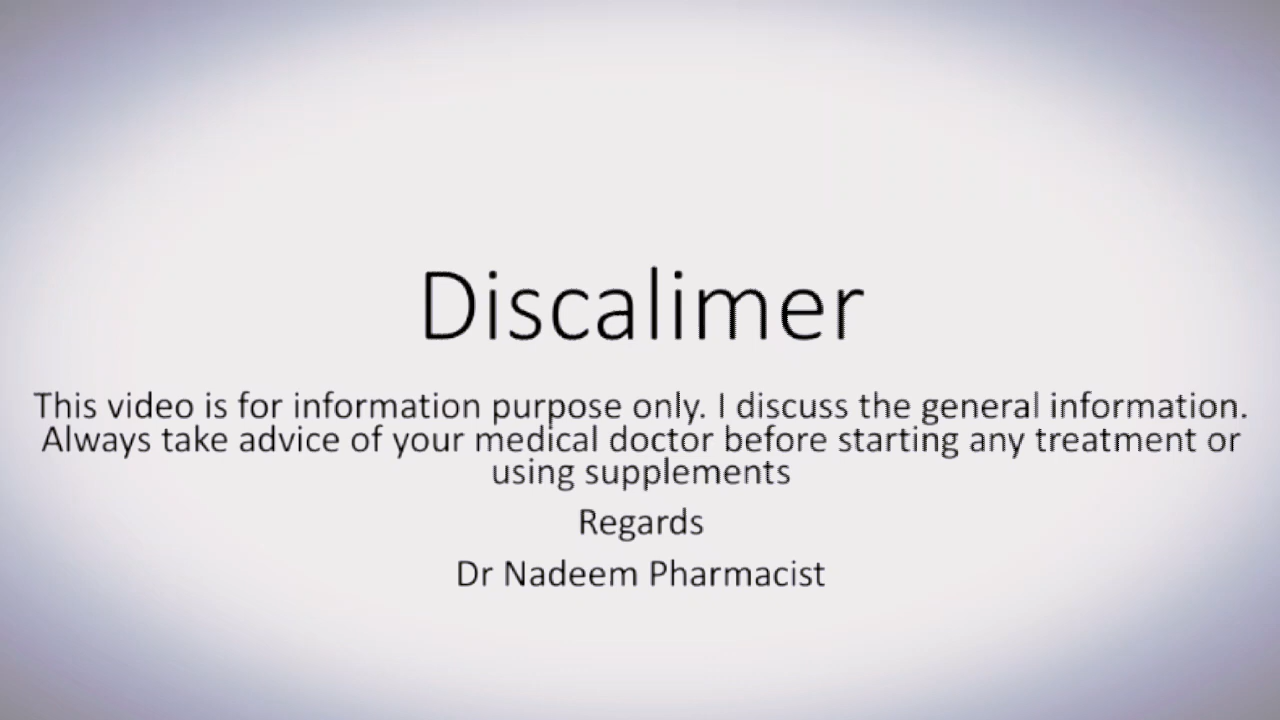 Discalimer
This video is for information purpose only. I discuss the general information.
Always take advice of your medical doctor before starting any treatment or
using supplements
Regards
Dr Nadeem Pharmacist